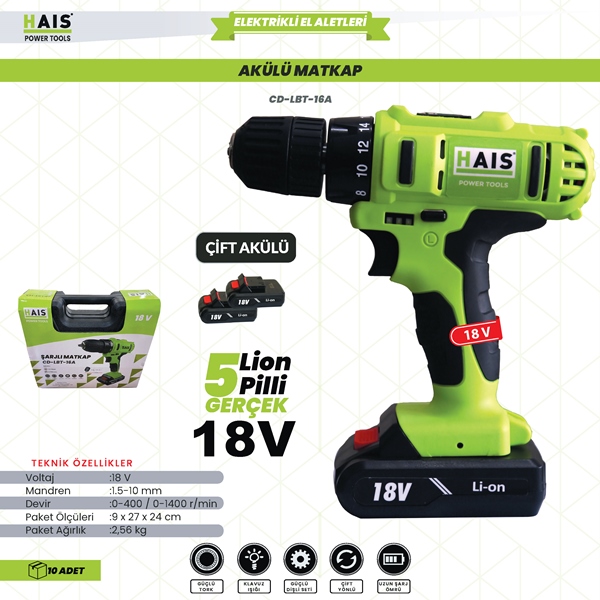 HAIS
POWER TOOLS
ELEKTRİKLİ EL ALETLERİ
AKÜLÜ MATKAP
CD-LBT-16A
8 10 12 14
HAIS
POWER TOOLS
ÇİFT AKÜLÜ
18V Li-on
18V Li-on
HAIS
POWER TOOLS
18 V
ŞARJLI MATKAP
CD-LBT-16A
18 V
5 Lion
Pilli
GERÇEK
18V
18V Li-on
TEKNİK ÖZELLİKLER
Voltaj :18 V
Mandren :1.5-10 mm
Devir :0-400 / 0-1400 r/min
Paket Ölçüleri :9 x 27 x 24 cm
Paket Ağırlık :2,56 kg
10 ADET
GÜÇLÜ TORK
KLAVUZ IŞIĞI
GÜÇLÜ DİŞLİ SETİ
ÇİFT YÖNLÜ
UZUN ŞARJ ÖMRÜ